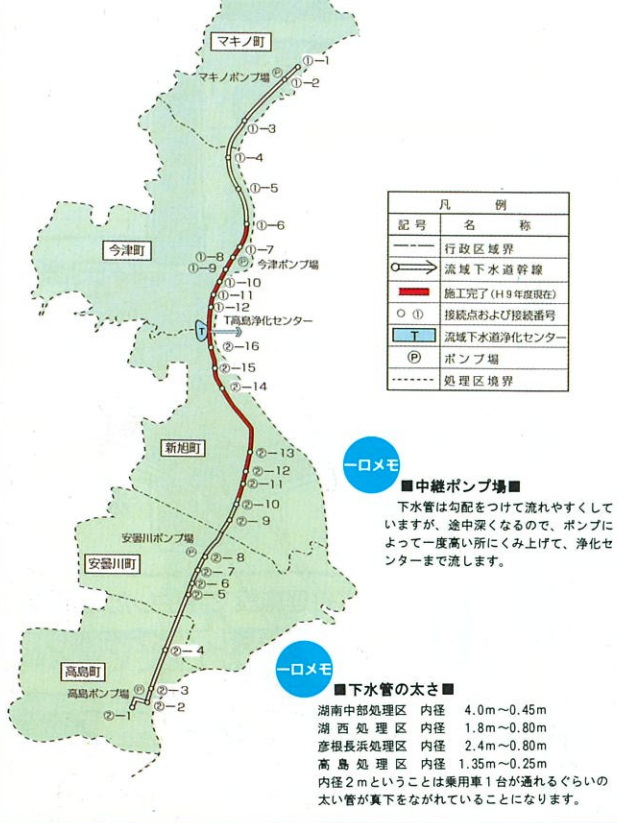 マキノ町
マキノポンプ場 Ⓟ
①－1
①－2
①－3
①－4
①－5
①－6
①－7
今津町
①－8
①－9
Ⓟ 今津ポンプ場
①－10
①－11
①－12
T高島浄化センター
T
②－16
②－15
②－14
新旭町
②－13
②－12
②－11
②－10
②－9
安曇川ポンプ場
Ⓟ
②－8
安曇川町
②－7
②－6
②－5
②－4
高島町
高島ポンプ場 Ⓟ
②－3
②－2
②－1
凡 例
記号 名 称
行政区域界
流域下水道幹線
施工完了(H9年度現在)
○ ① 接続点および接続番号
T 流域下水道浄化センター
Ⓟ ポンプ場
処理区境界
一口メモ
■中継ポンプ場■
下水管は勾配をつけて流れやすくして
いますが、途中深くなるので、ポンプに
よって一度高い所にくみ上げて、浄化セ
ンターまで流します。
一口メモ
■下水管の太さ■
湖南中部処理区 内径 4.0m～0.45m
湖西処理区 内径 1.8m～0.80m
彦根長浜処理区 内径 2.4m～0.80m
高島処理区 内径 1.35m～0.25m
内径2mということは乗用車1台が通れるぐらいの
太い管が真下をながれていることになります。